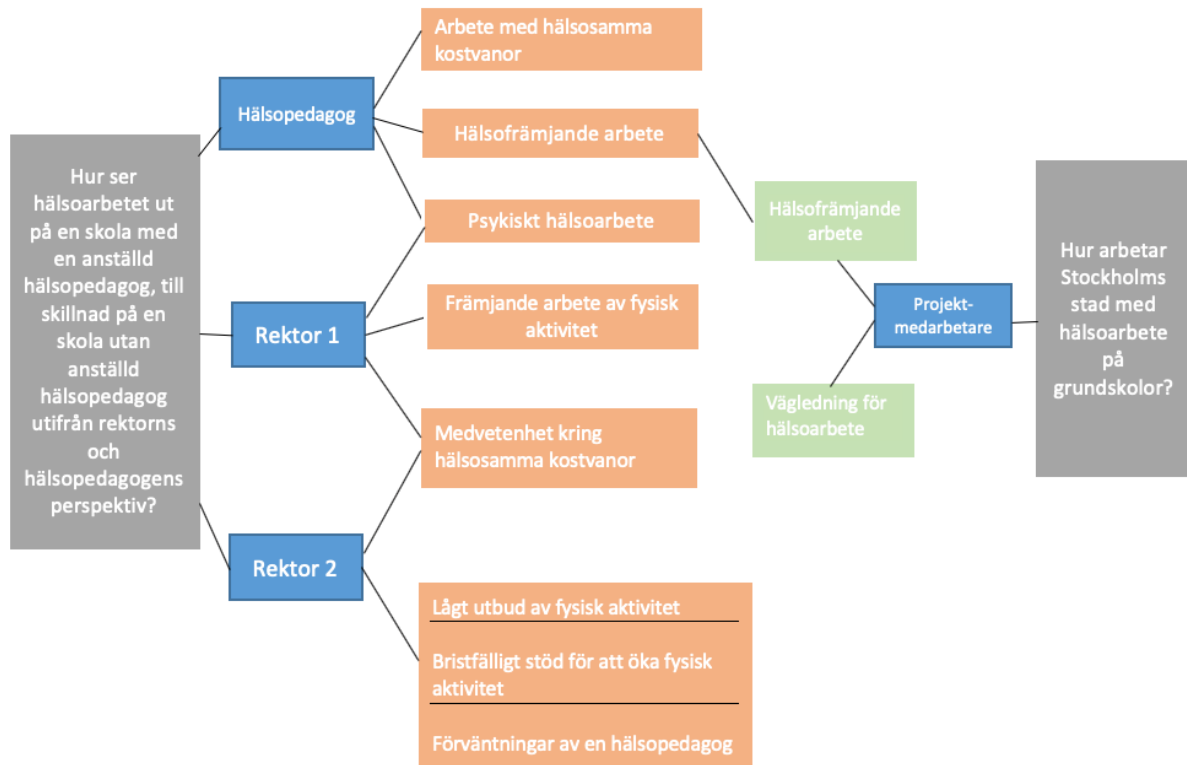 Hur ser
hälsoarbetet ut
på en skola med
en anställd
hälsopedagog, till
skillnad på en
skola utan
anställd
hälsopedagog
utifrån rektorns
och
hälsopedagogens
perspektiv?
Hälsopedagog
Rektor 1
Rektor 2
Arbete med hälsosamma
kostvanor
Hälsofrämjande arbete
Psykiskt hälsoarbete
Främjande arbete av fysisk
aktivitet
Medvetenhet kring
hälsosamma kostvanor
Lågt utbud av fysisk aktivitet
Bristfälligt stöd för att öka fysisk
aktivitet
Förväntningar av en hälsopedagog
Hälsofrämjande
arbete
Vägledning för
hälsoarbete
Projekt-
medarbetare
Hur arbetar
Stockholms
stad med
hälsoarbete
på
grundskolor?